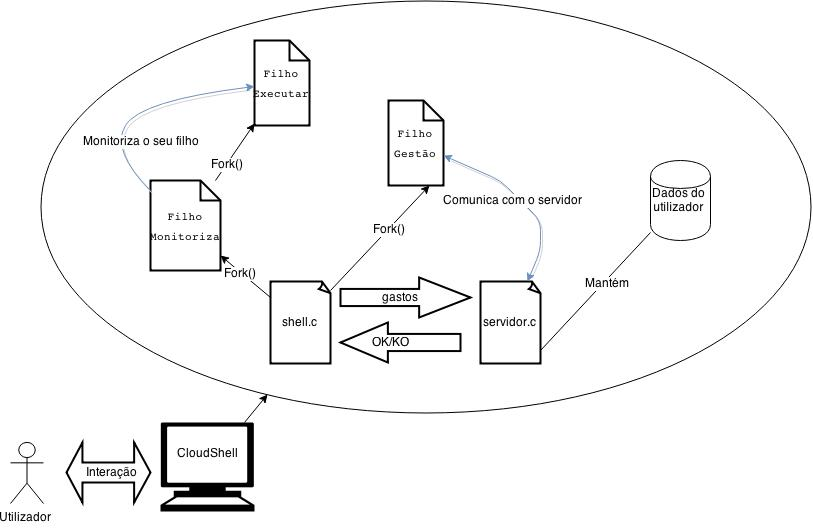 Filho
Executar
Filho
Gestão
Monitoriza o seu filho
Fork()
Dados do
utilizador
Comunica com o servidor
Filho
Monitoriza
Fork()
Fork()
Mantém
gastos
shell.c
servidor.c
OK/KO
CloudShell
Interação
Utilizador